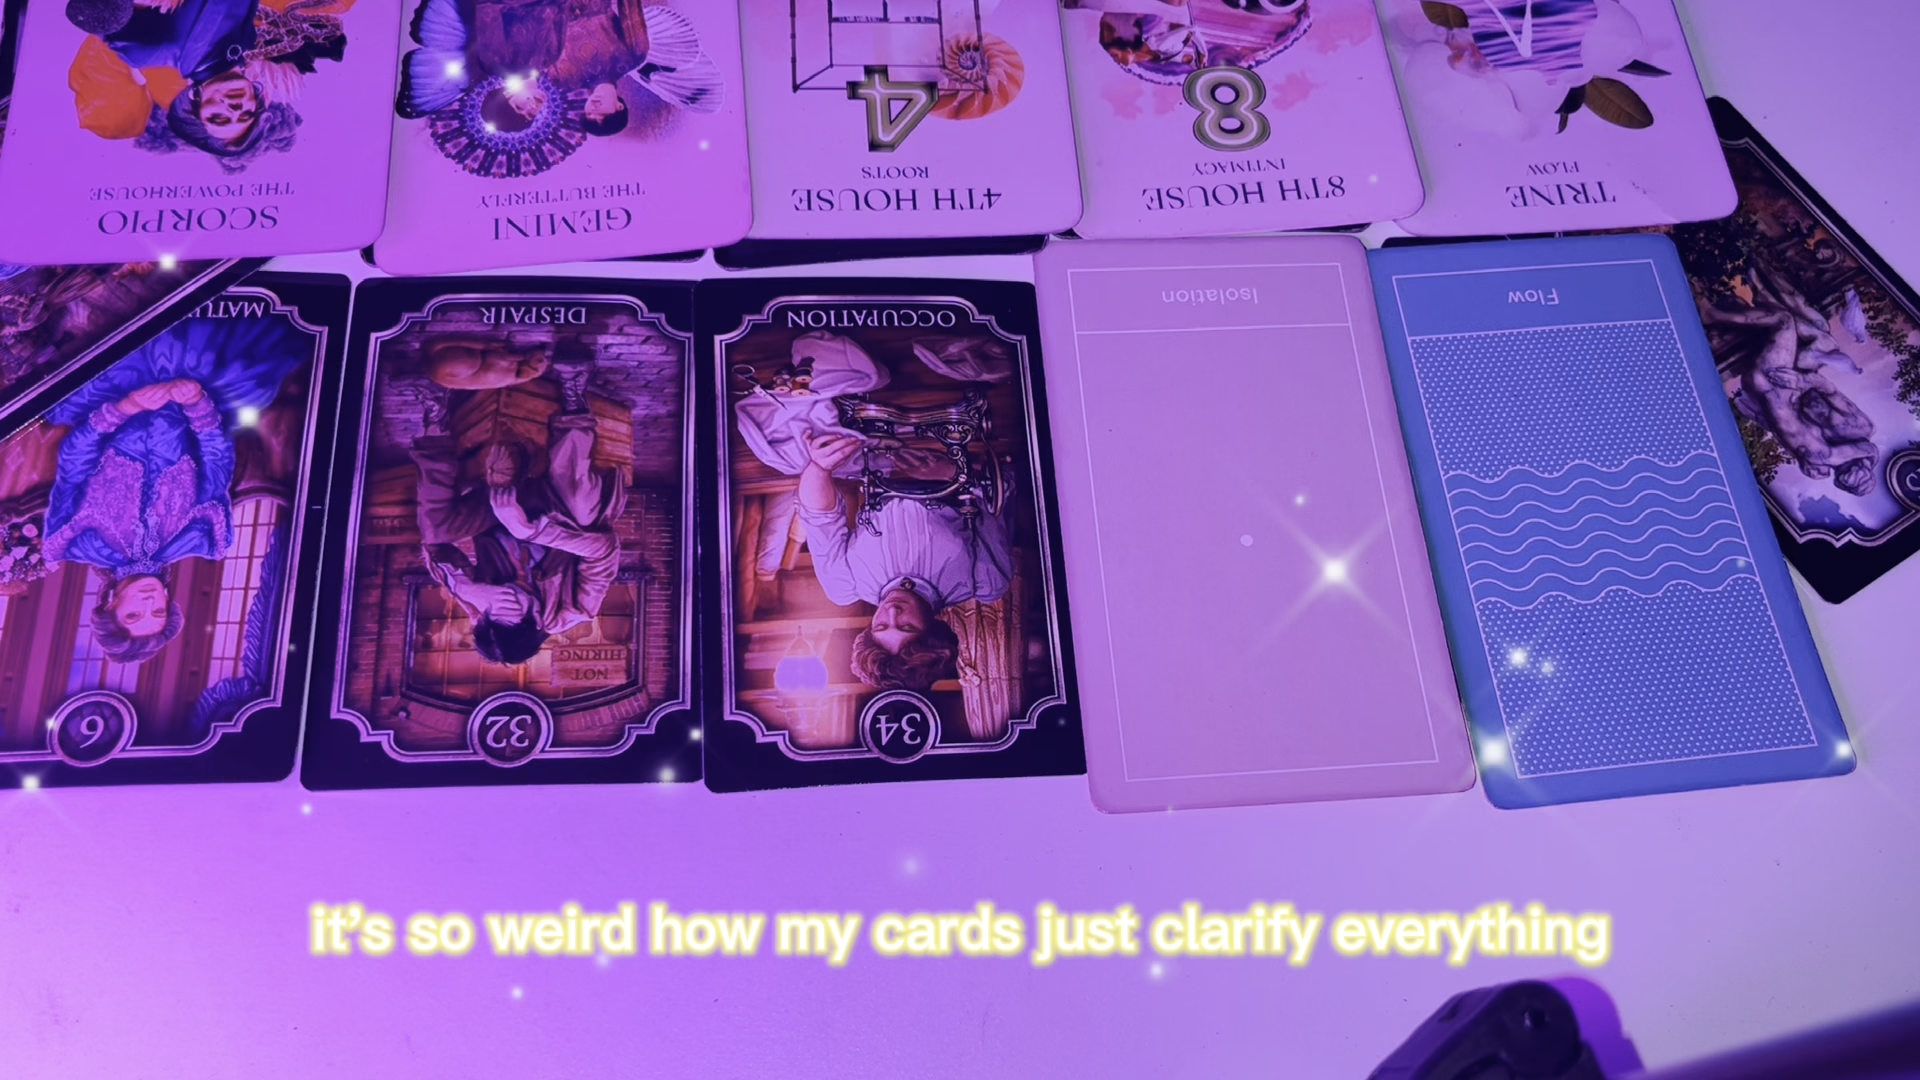 4
8
ROOTS
INTIMACY
FLOW
THE POWERHOUSE
THE BUTTERFLY
4TH HOUSE
8TH HOUSE
TRINE
SCORPIO
GEMINI
DESPAIR
OCCUPATION
Isolation
Flow
NOT
HIRING
6
32
34
it's so weird how my cards just clarify everything